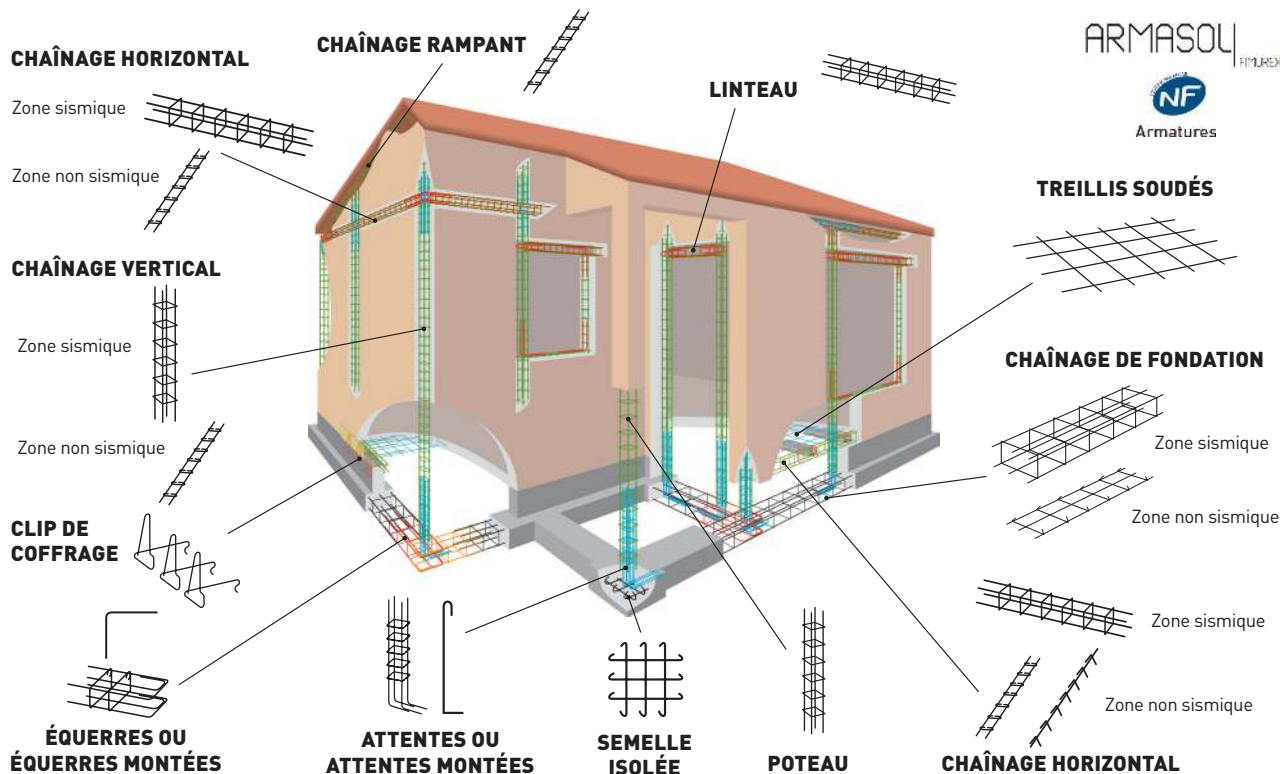 CHAÎNAGE HORIZONTAL
Zone sismique
Zone non sismique
CHAÎNAGE RAMPANT
LINTEAU
ARMASOL
FIMUREX
NF
Armatures
TREILLIS SOUDÉS
CHAÎNAGE VERTICAL
Zone sismique
Zone non sismique
CHAÎNAGE DE FONDATION
Zone sismique
Zone non sismique
CLIP DE
COFFRAGE
ÉQUERRES OU
ÉQUERRES MONTÉES
ATTENTES OU
ATTENTES MONTÉES
SEMELLE
ISOLÉE
POTEAU
Zone sismique
Zone non sismique
CHAÎNAGE HORIZONTAL